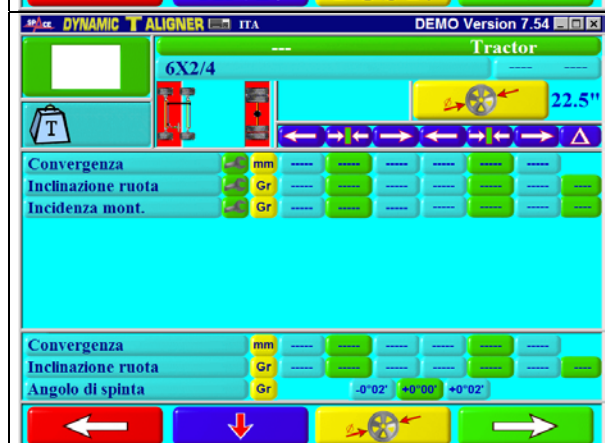 SPACE DYNAMIC T ALIGNER ITA DEMO Version 7.54
--- Tractor
6X2/4 ---- ----
22.5"
T
Δ
Convergenza mm ----- ----- ----- ----- ----- -----
Inclinazione ruota Gr ----- ----- ----- ----- ----- ----- ----
Incidenza mont. Gr ----- ----- ----- ----- ----- ----- ----
Convergenza mm ----- ----- ----- ----- ----- -----
Inclinazione ruota Gr ----- ----- ----- ----- ----- ----- ----
Angolo di spinta Gr -0°02' +0°00' +0°02'